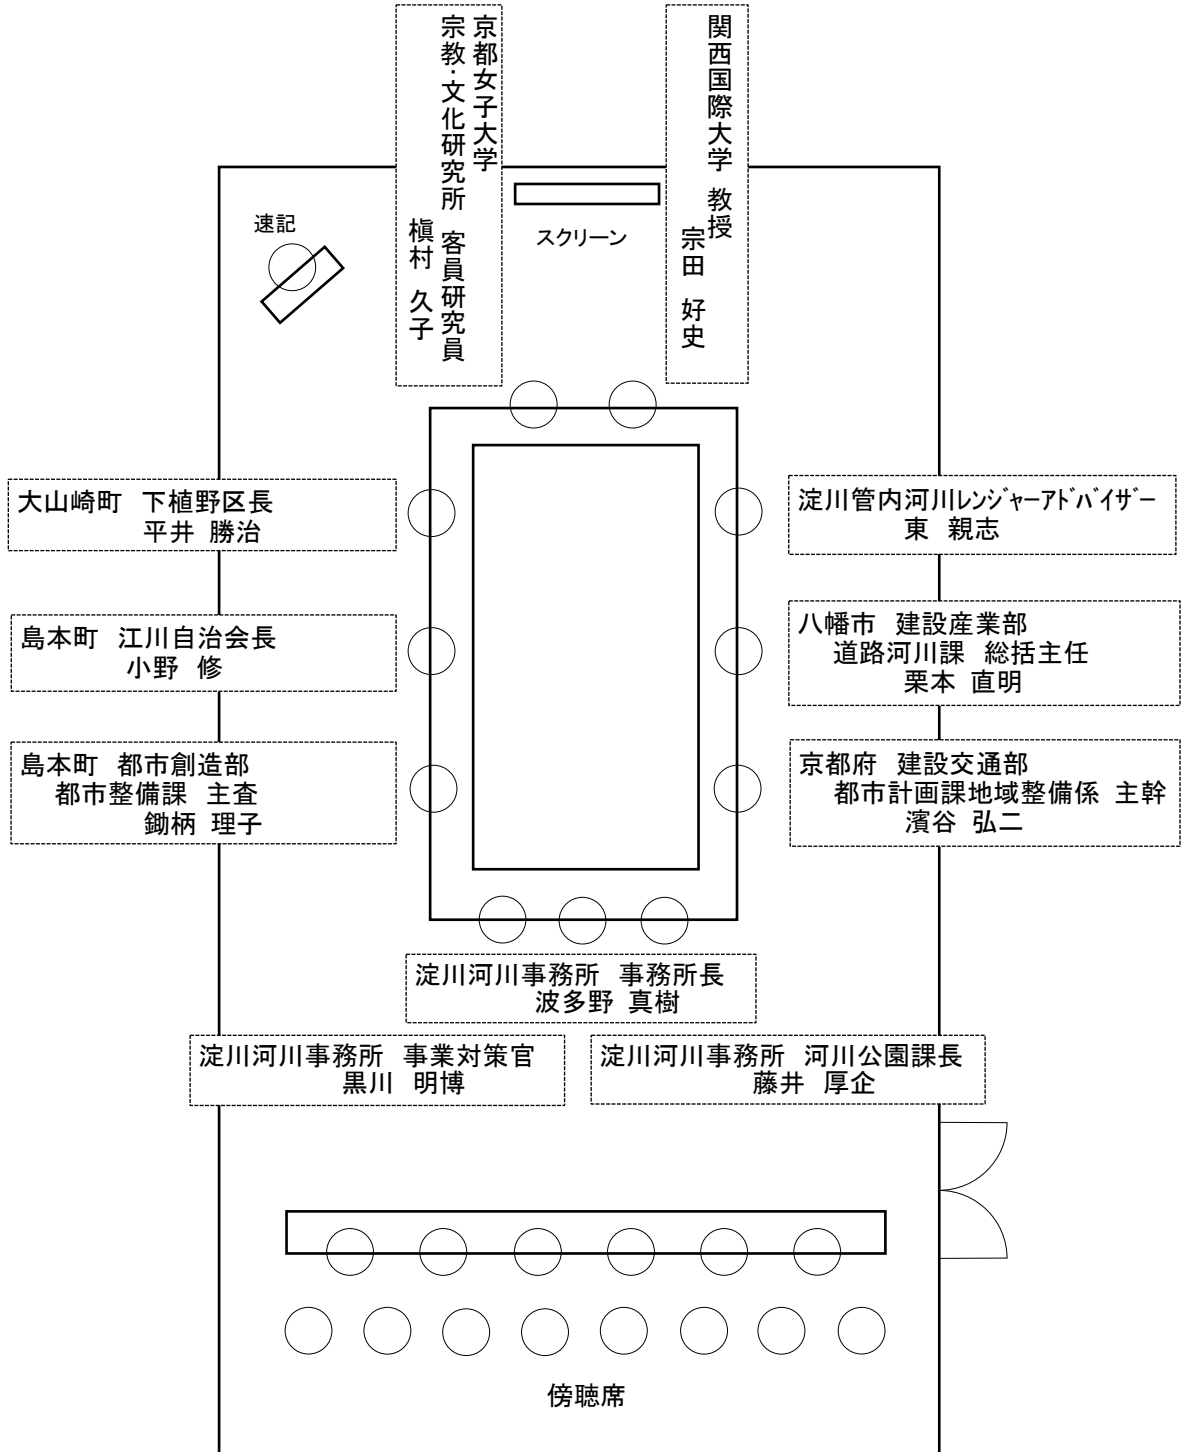 京都女子大学
宗教・文化研究所 客員研究員
槇村 久子
関西国際大学 教授
宗田 好史
速記
スクリーン
大山崎町 下植野区長
平井 勝治
淀川管内河川ﾚﾝｼﾞｬｰｱﾄﾞﾊﾞｲｻﾞｰ
東 親志
島本町 江川自治会長
小野 修
八幡市 建設産業部
道路河川課 総括主任
栗本 直明
島本町 都市創造部
都市整備課 主査
鋤柄 理子
京都府 建設交通部
都市計画課地域整備係 主幹
濱谷 弘二
淀川河川事務所 事務所長
波多野 真樹
淀川河川事務所 事業対策官
黒川 明博
淀川河川事務所 河川公園課長
藤井 厚企
傍聴席